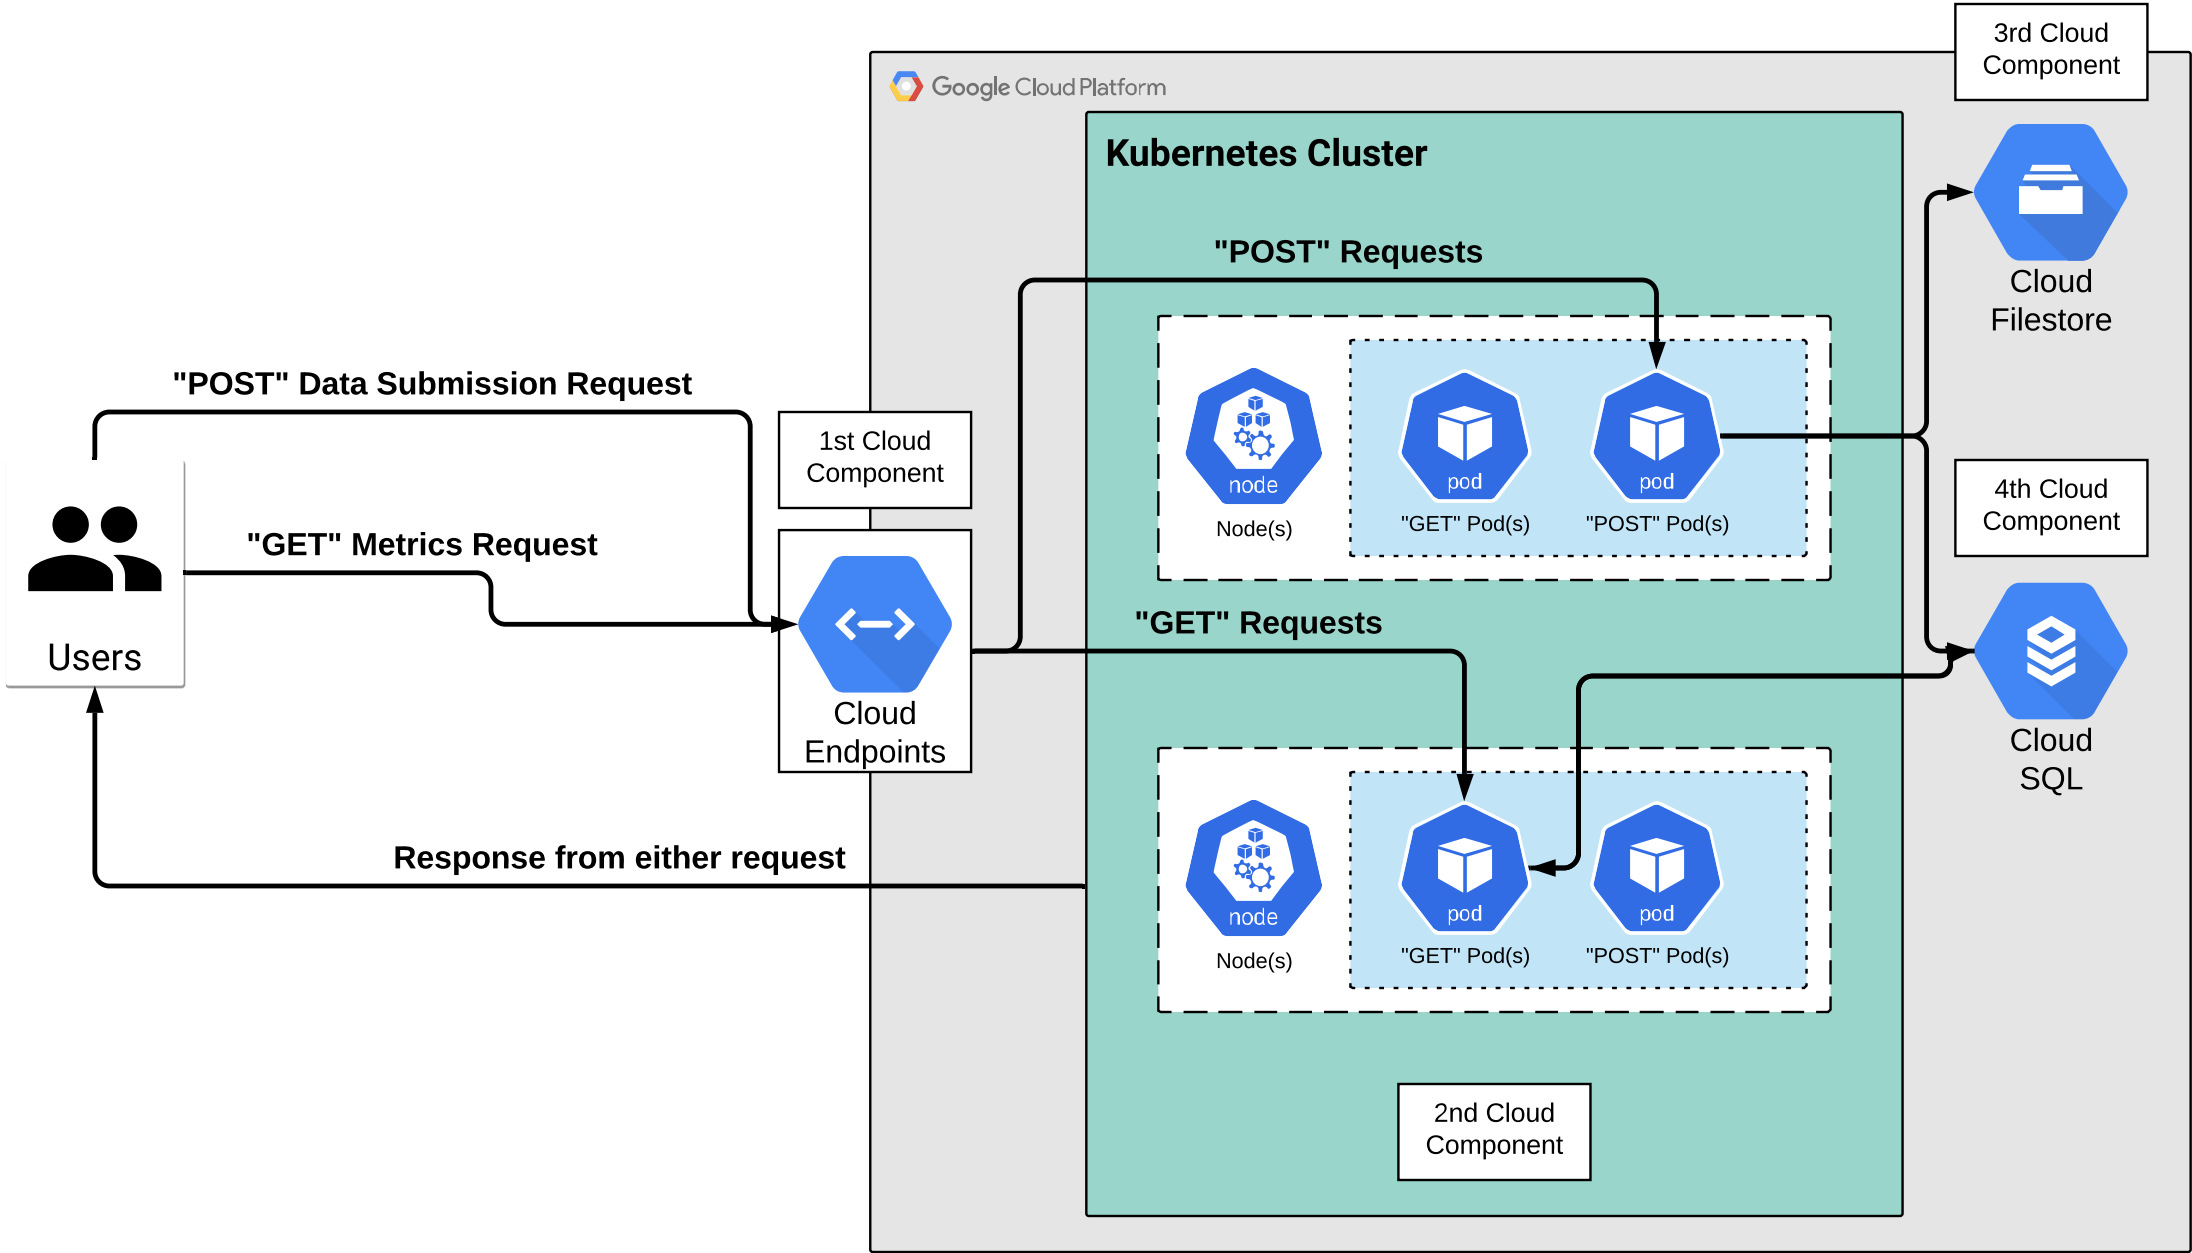 3rd Cloud
Component
Google Cloud Platform
Kubernetes Cluster
"POST" Requests
Cloud
Filestore
"POST" Data Submission Request
1st Cloud
Component
node
Node(s)
pod
"GET" Pod(s)
pod
"POST" Pod(s)
4th Cloud
Component
"GET" Metrics Request
Users
Cloud
Endpoints
"GET" Requests
Cloud
SQL
Response from either request
node
Node(s)
pod
"GET" Pod(s)
pod
"POST" Pod(s)
2nd Cloud
Component